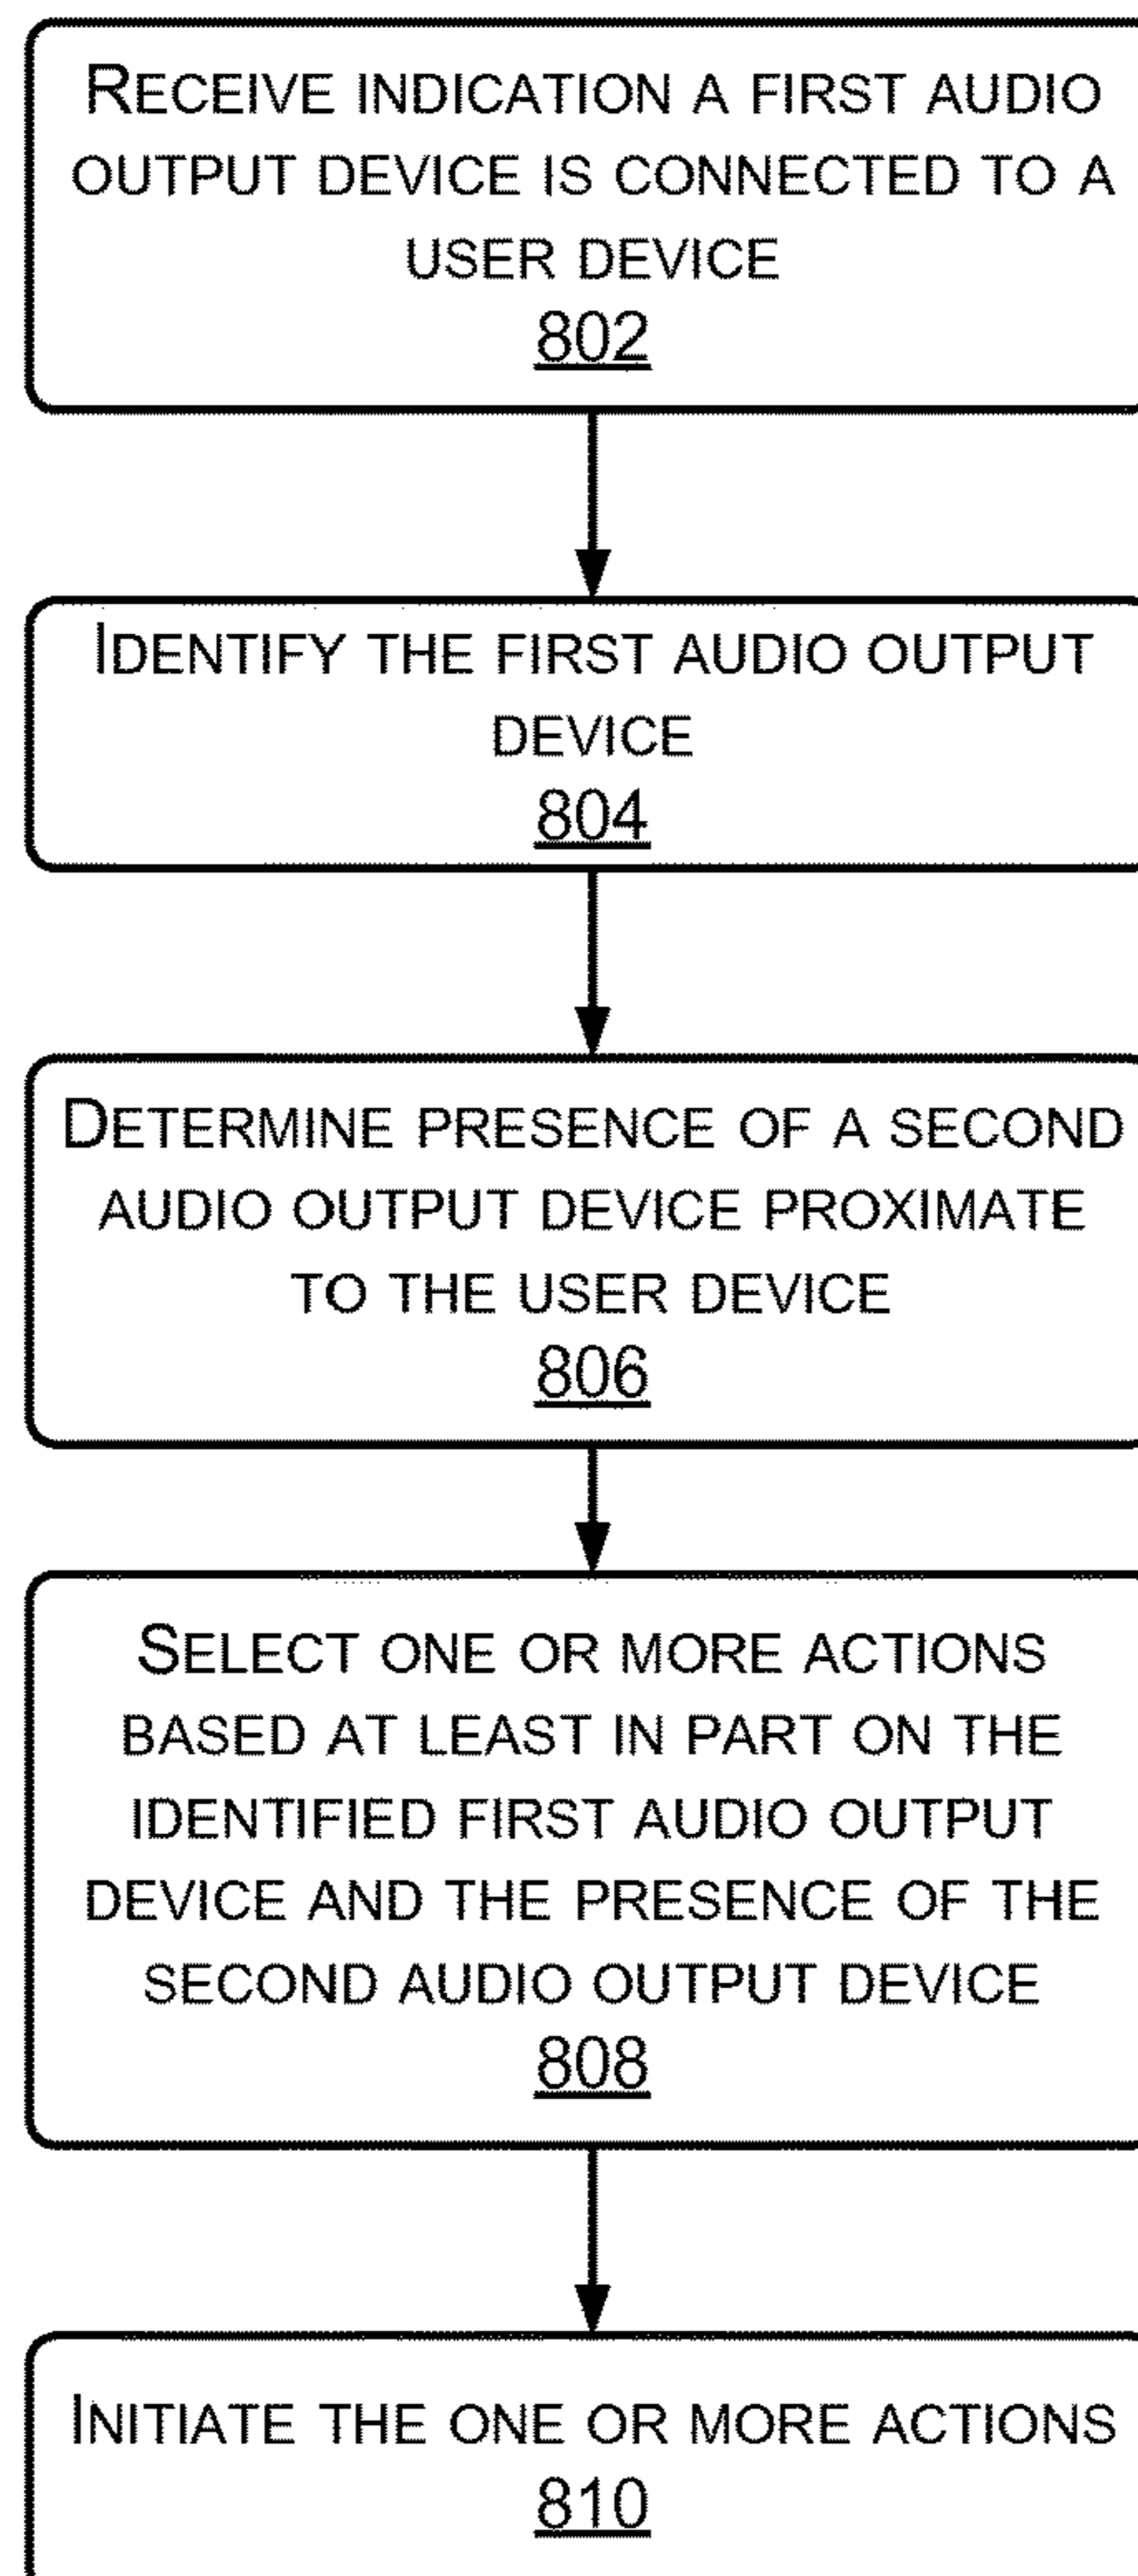 RECEIVE INDICATION A FIRST AUDIO
OUTPUT DEVICE IS CONNECTED TO A
USER DEVICE
802
IDENTIFY THE FIRST AUDIO OUTPUT
DEVICE
804
DETERMINE PRESENCE OF A SECOND
AUDIO OUTPUT DEVICE PROXIMATE
TO THE USER DEVICE
806
SELECT ONE OR MORE ACTIONS
BASED AT LEAST IN PART ON THE
IDENTIFIED FIRST AUDIO OUTPUT
DEVICE AND THE PRESENCE OF THE
SECOND AUDIO OUTPUT DEVICE
808
INITIATE THE ONE OR MORE ACTIONS
810